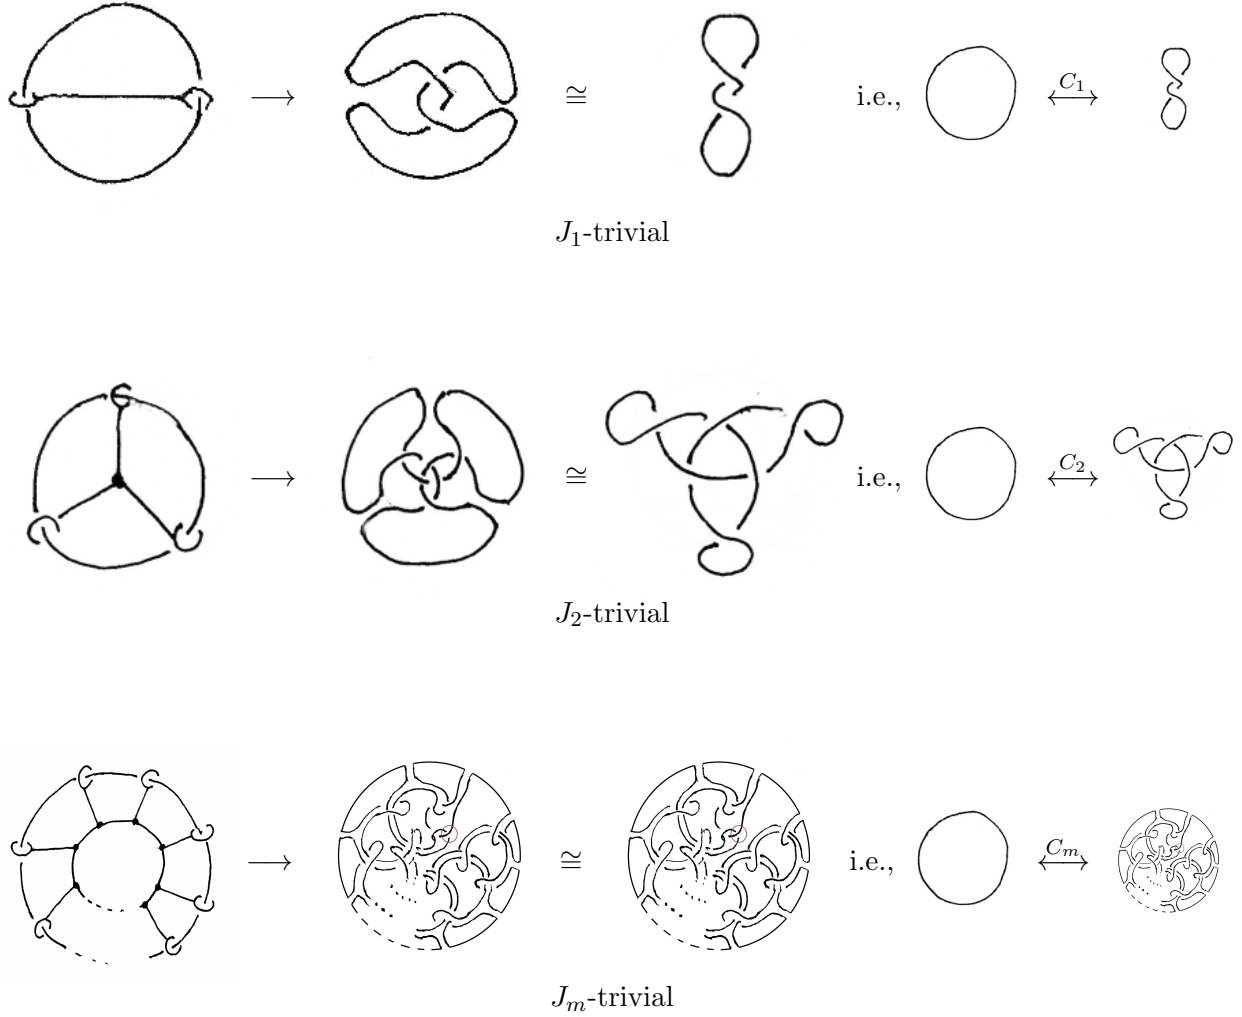 ⟶ ≅ i.e., C₁ ⟷
J₁-trivial
⟶ ≅ i.e., C₂ ⟷
J₂-trivial
⟶ ≅ i.e., Cₘ ⟷
Jₘ-trivial